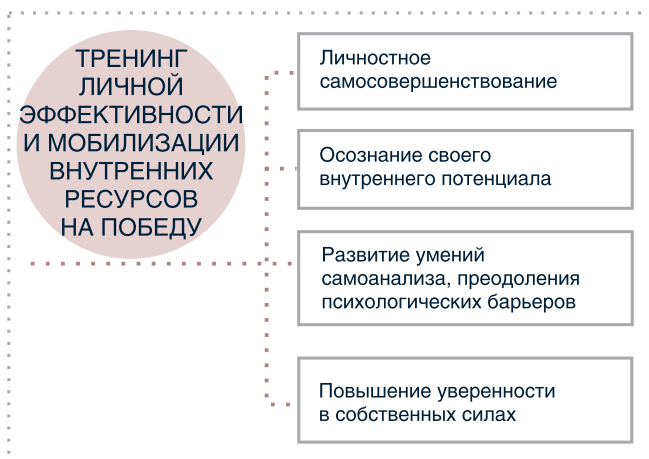 ТРЕНИНГ
ЛИЧНОЙ
ЭФФЕКТИВНОСТИ
И МОБИЛИЗАЦИИ
ВНУТРЕННИХ
РЕСУРСОВ
НА ПОБЕДУ
Личностное
самосовершенствование
Осознание своего
внутреннего потенциала
Развитие умений
самоанализа, преодоления
психологических барьеров
Повышение уверенности
в собственных силах